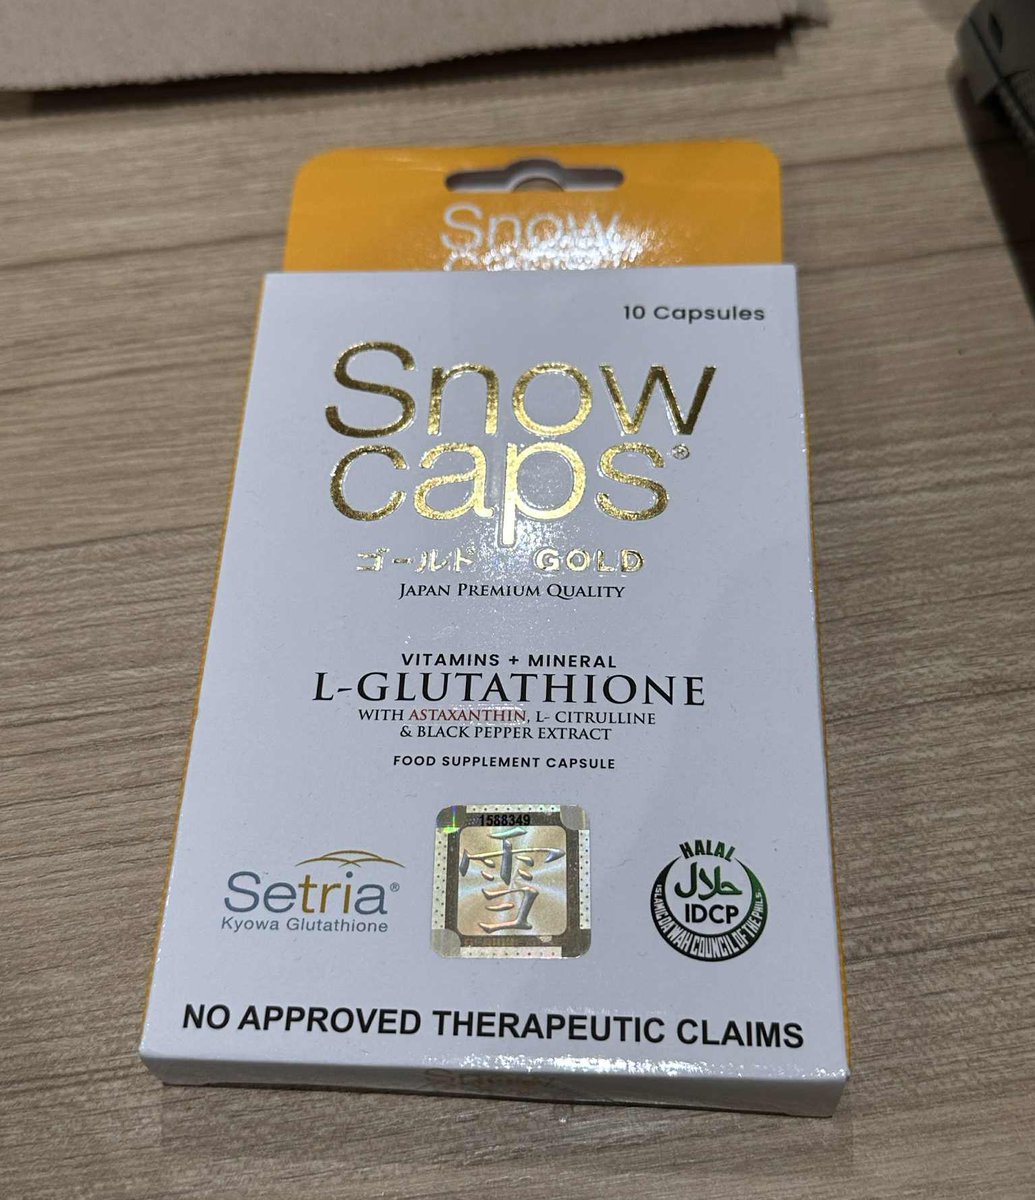 Snow
10 Capsules
Snow
caps®
ゴールド GOLD
JAPAN PREMIUM QUALITY
VITAMINS + MINERAL
L-GLUTATHIONE
WITH ASTAXANTHIN, L- CITRULLINE
& BLACK PEPPER EXTRACT
FOOD SUPPLEMENT CAPSULE
Setria®
Kyowa Glutathione
1588349
雪
HALAL
حلال
IDCP
ISLAMIC DA'WAH COUNCIL OF THE PHILS.
NO APPROVED THERAPEUTIC CLAIMS